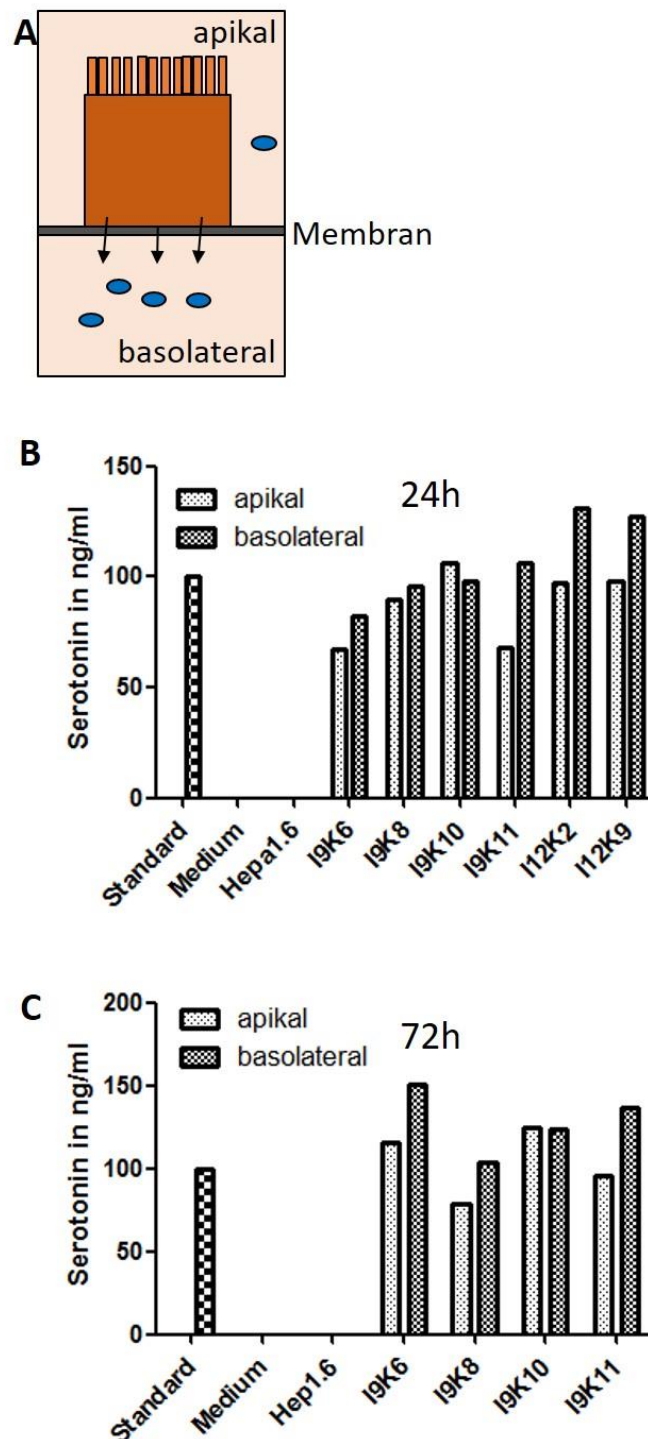 A
apikal
Membran
basolateral
B
24h
apikal
basolateral
Serotonin in ng/ml
150
100
50
0
Standard
Medium
Hepa1.6
I9K6
I9K8
I9K10
I9K11
I12K2
I12K9
C
72h
apikal
basolateral
Serotonin in ng/ml
200
150
100
50
0
Standard
Medium
Hep1.6
I9K6
I9K8
I9K10
I9K11